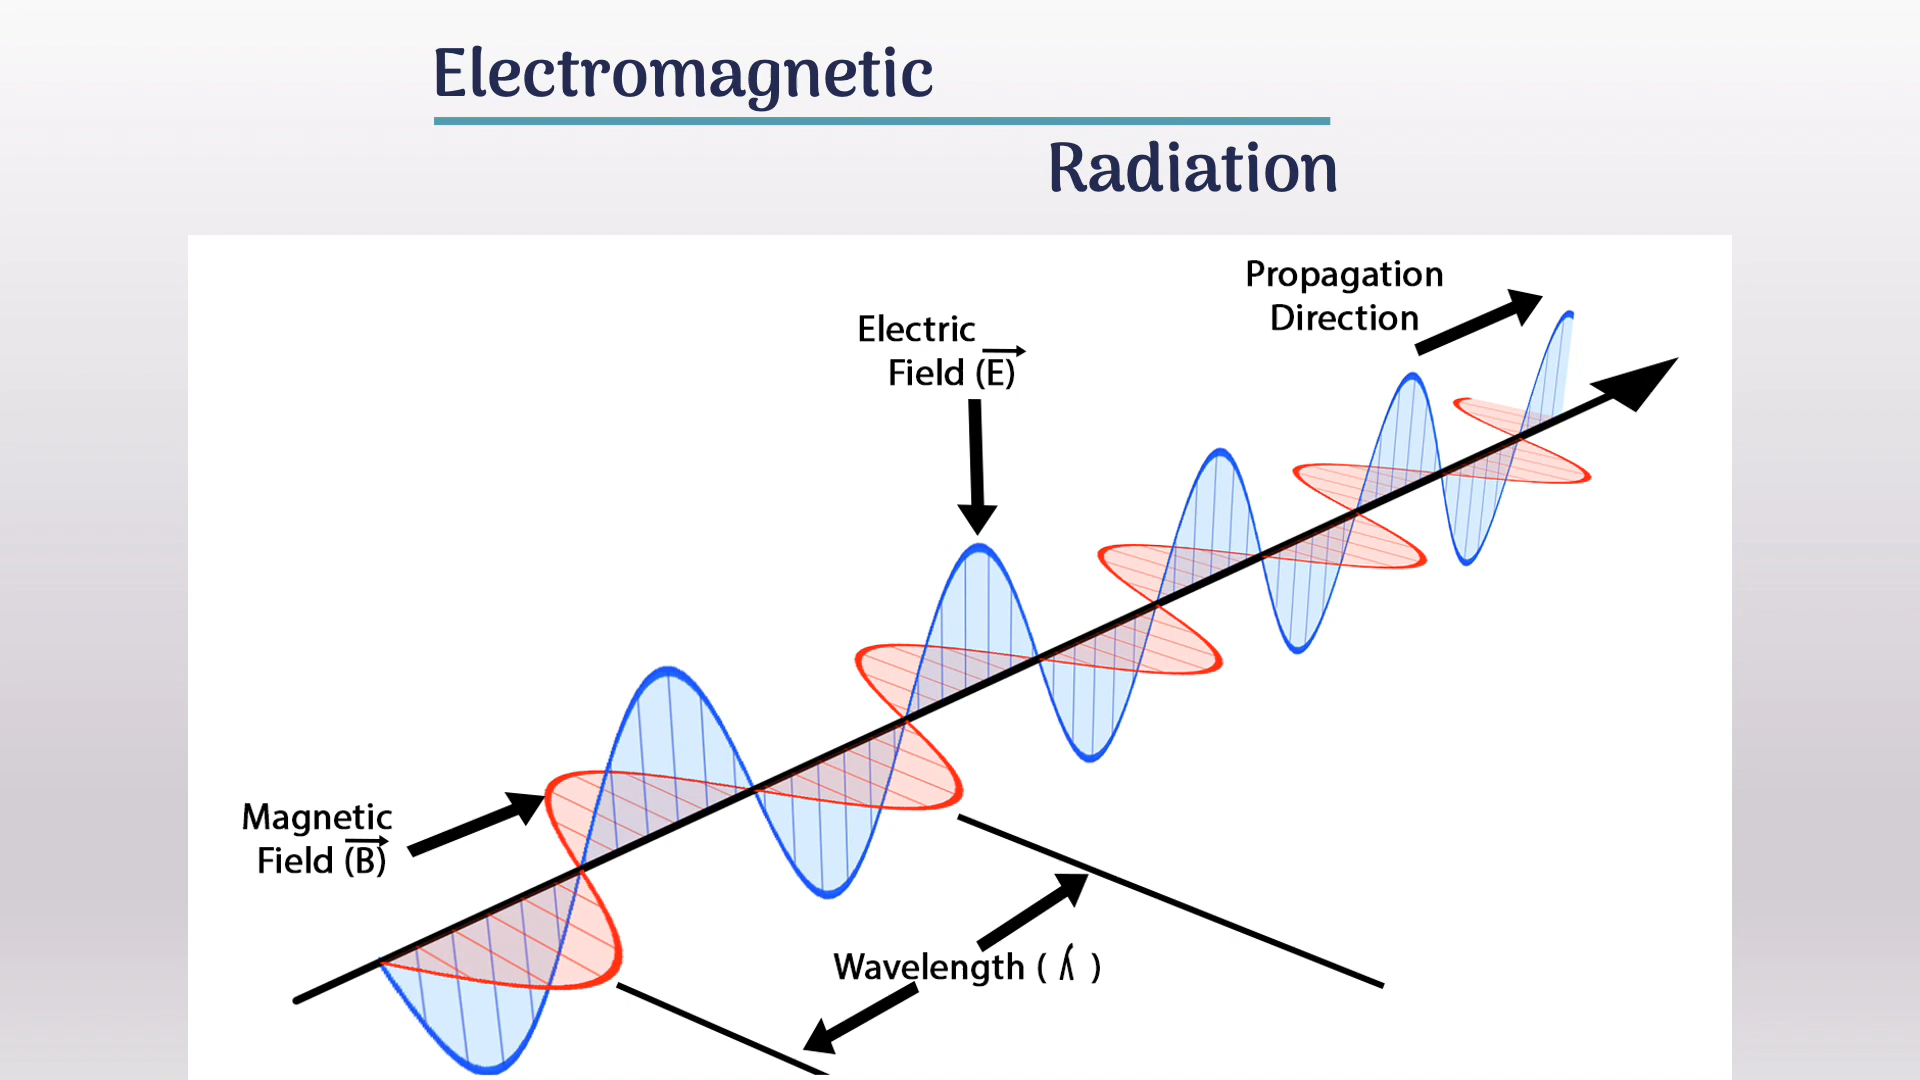 Electromagnetic
Radiation
Propagation
Direction
Electric
Field (E)
Magnetic
Field (B)
Wavelength ( λ )